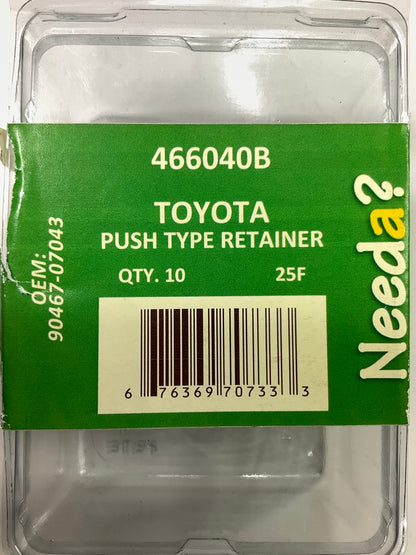 466040B
TOYOTA
PUSH TYPE RETAINER
QTY. 10 25F
6 76369 70733 3
OEM:
90467-07043
Needa?